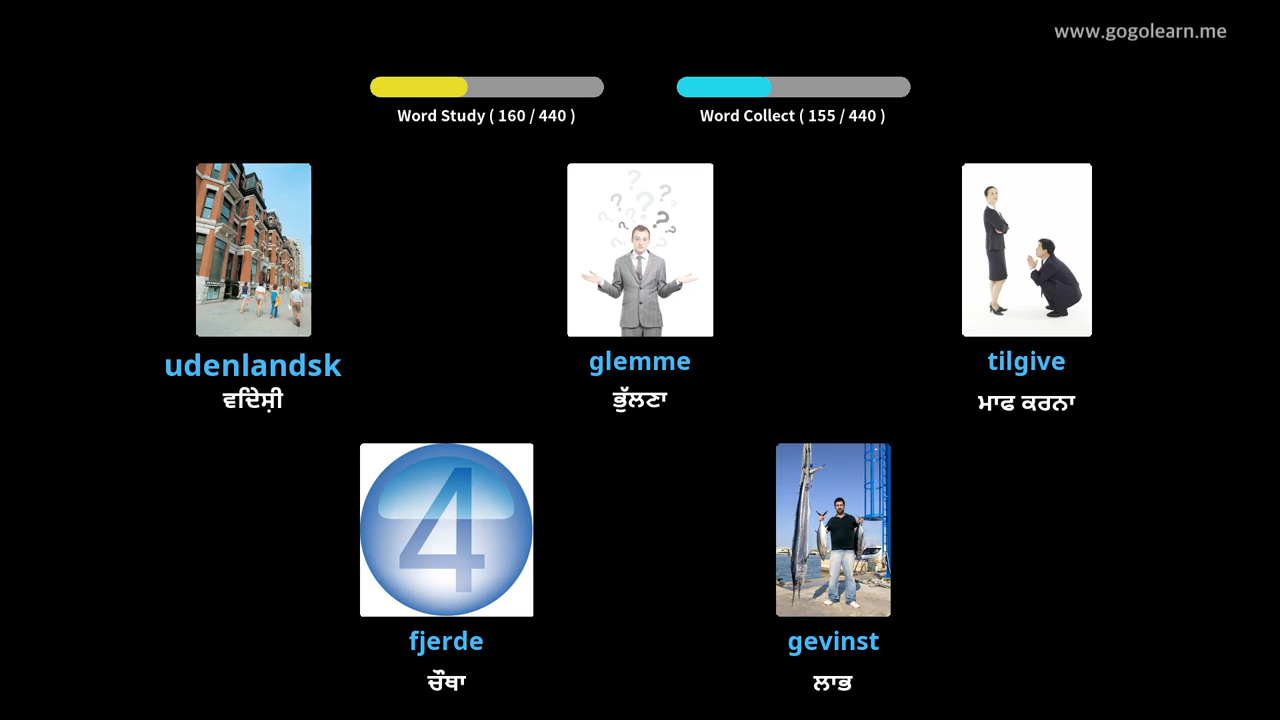 www.gogolearn.me
Word Study ( 160 / 440 )
Word Collect ( 155 / 440 )
udenlandsk
ਵਿਦੇਸ਼ੀ
glemme
ਭੁੱਲਣਾ
tilgive
ਮਾਫ ਕਰਨਾ
4
fjerde
ਚੌਥਾ
gevinst
ਲਾਭ